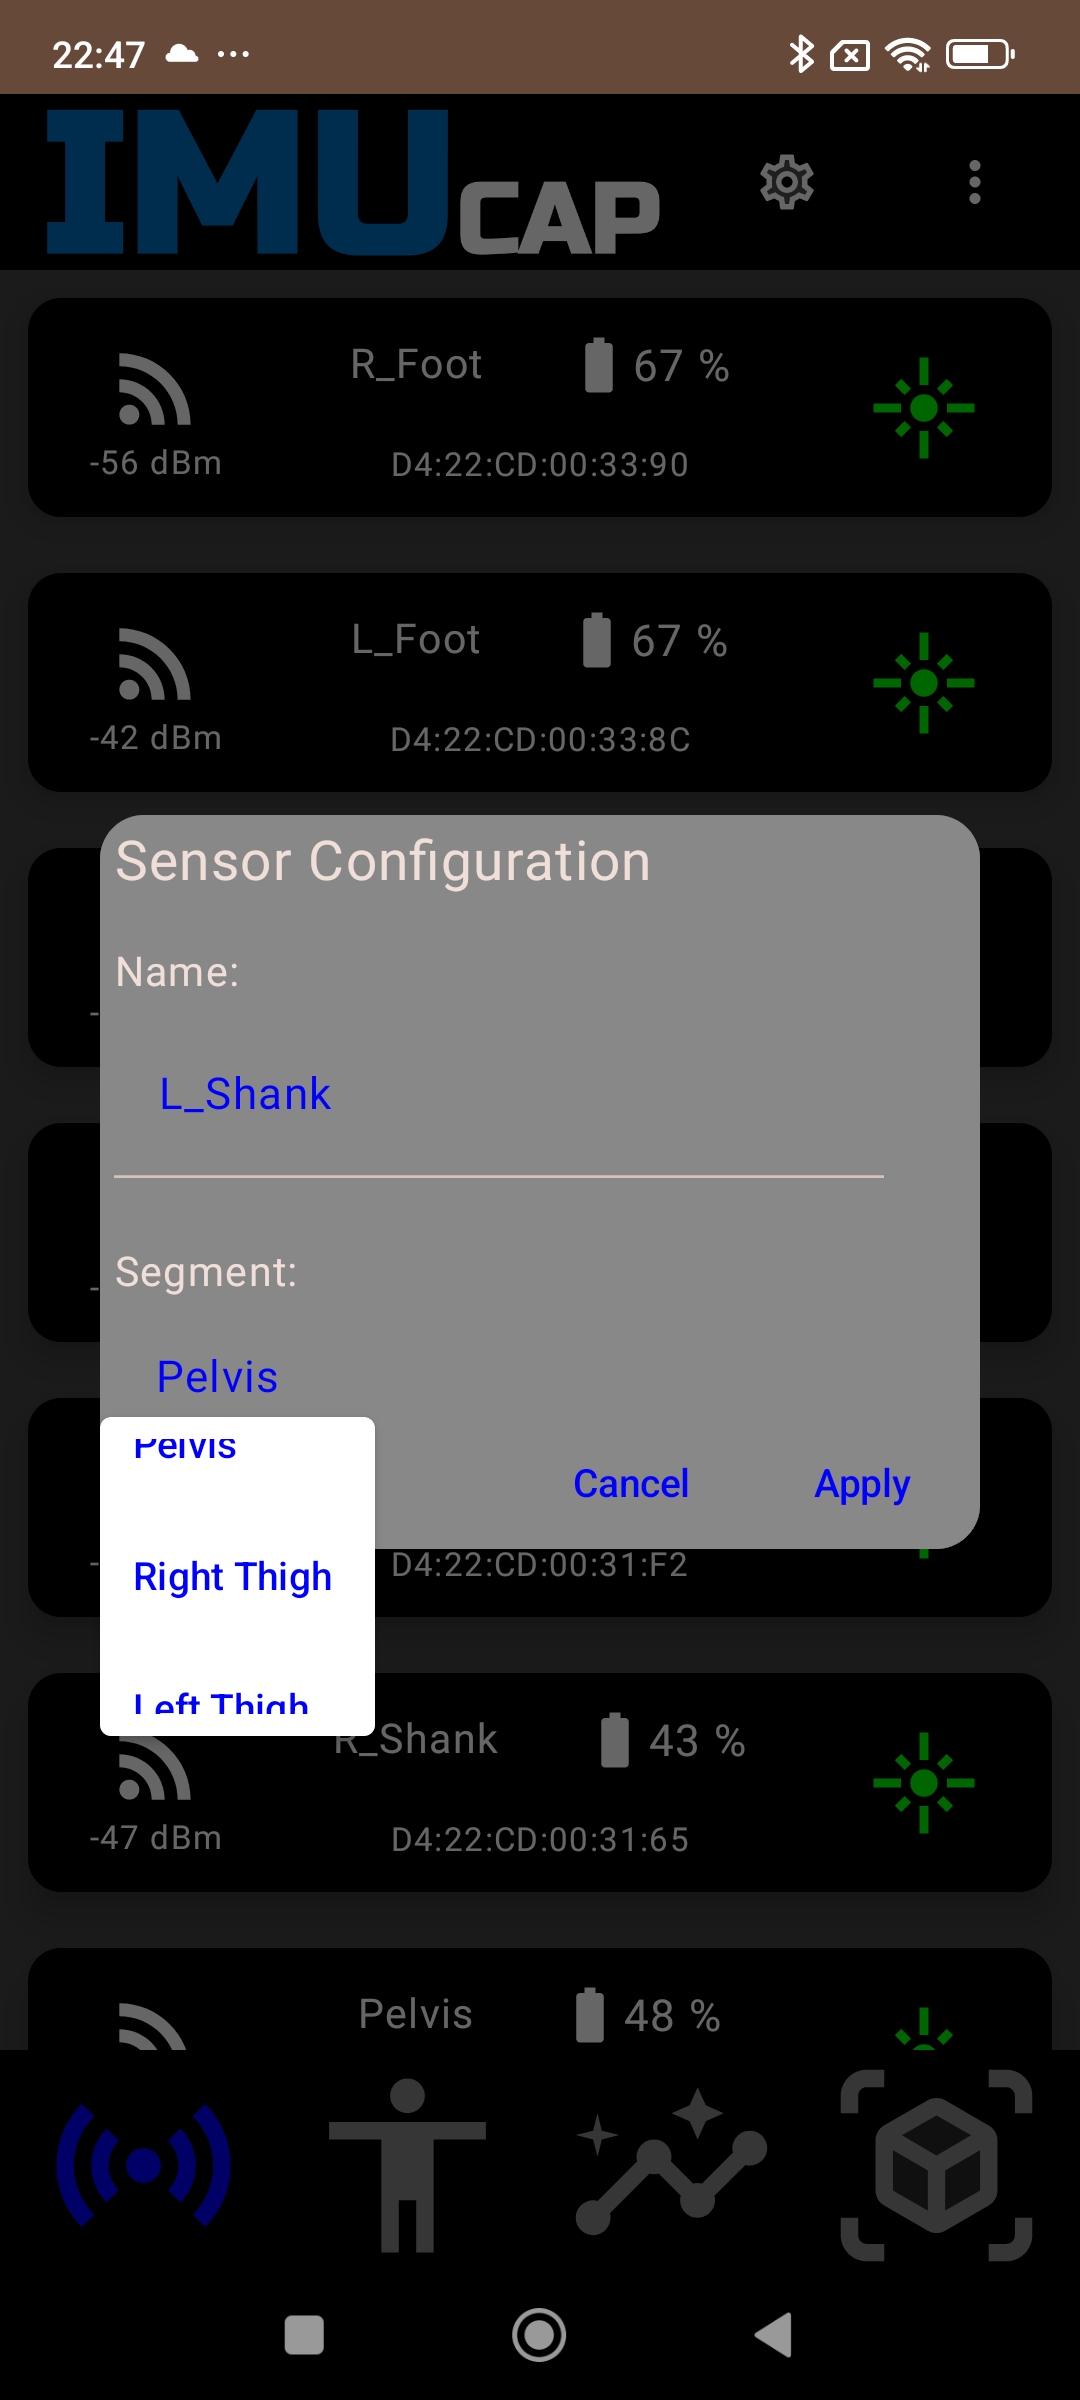 22:47
IMUCAP
R_Foot 67 %
-56 dBm D4:22:CD:00:33:90
L_Foot 67 %
-42 dBm D4:22:CD:00:33:8C
Sensor Configuration
Name:
L_Shank
Segment:
Pelvis
Pelvis
Cancel Apply
Right Thigh
D4:22:CD:00:31:F2
Left Thigh
R_Shank 43 %
-47 dBm D4:22:CD:00:31:65
Pelvis 48 %